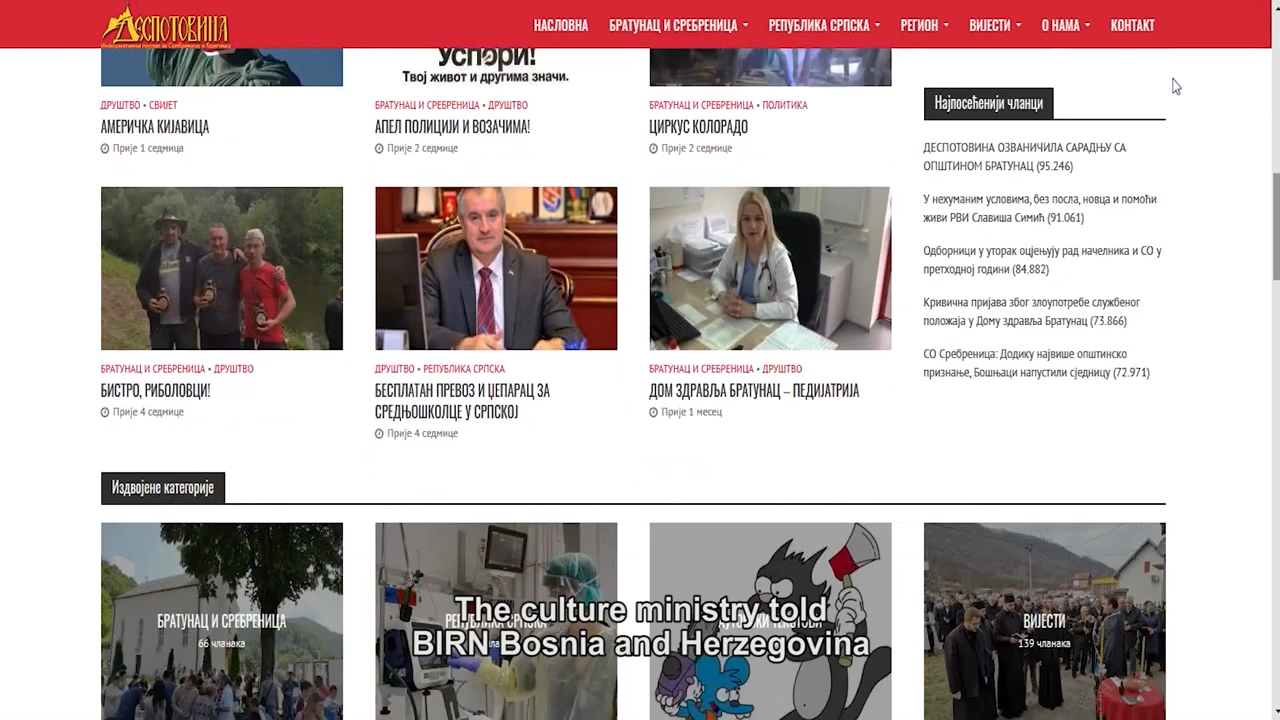 ДЕСПОТОВИНА
НАСЛОВНА БРАТУНАЦ И СРЕБРЕНИЦА РЕПУБЛИКА СРПСКА РЕГИОН ВИЈЕСТИ О НАМА КОНТАКТ
Успори!
Твој живот и другима значи.
ДРУШТВО • СВИЈЕТ
АМЕРИЧКА КИЈАВИЦА
Прије 1 седмица
БРАТУНАЦ И СРЕБРЕНИЦА • ДРУШТВО
АПЕЛ ПОЛИЦИЈИ И ВОЗАЧИМА!
Прије 2 седмице
БРАТУНАЦ И СРЕБРЕНИЦА • ПОЛИТИКА
ЦИРКУС КОЛОРАДО
Прије 2 седмице
Најпосећенији чланци
ДЕСПОТОВИНА ОЗВАНИЧИЛА САРАДЊУ СА
ОПШТИНОМ БРАТУНАЦ (95.246)
У нехуманим условима, без посла, новца и помоћи
живи РВИ Славиша Симић (91.061)
Одборници у уторак оцјењују рад начелника и СО у
претходној години (84.882)
Кривична пријава због злоупотребе службеног
положаја у Дому здравља Братунац (73.866)
СО Сребреница: Додику највише општинско
признање, Бошњаци напустили сједницу (72.971)
БРАТУНАЦ И СРЕБРЕНИЦА • ДРУШТВО
БИСТРО, РИБОЛОВЦИ!
Прије 4 седмице
ДРУШТВО • РЕПУБЛИКА СРПСКА
БЕСПЛАТАН ПРЕВОЗ И ЏЕПАРАЦ ЗА
СРЕДЊОШКОЛЦЕ У СРПСКОЈ
Прије 4 седмице
БРАТУНАЦ И СРЕБРЕНИЦА • ДРУШТВО
ДОМ ЗДРАВЉА БРАТУНАЦ – ПЕДИЈАТРИЈА
Прије 1 месец
Издвојене категорије
БРАТУНАЦ И СРЕБРЕНИЦА
66 чланака
ВИЈЕСТИ
139 чланака
The culture ministry told
BIRN Bosnia and Herzegovina